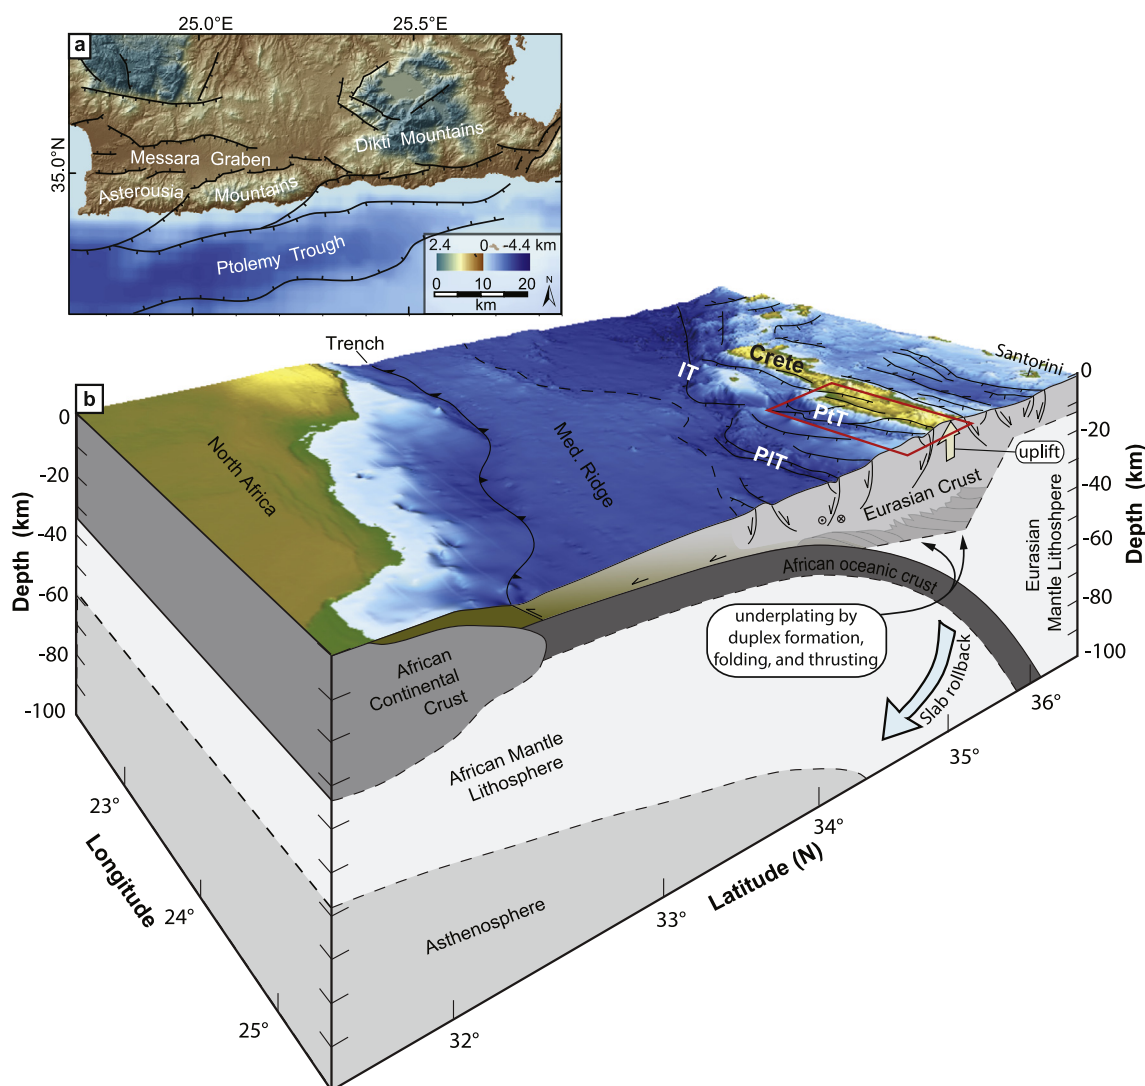 25.0°E
25.5°E
a
35.0°N
Dikti Mountains
Messara Graben
Asterousia Mountains
Ptolemy Trough
2.4 0 -4.4 km
0 10 20
km
N
b
Trench
Santorini
Crete
IT
PtT
PlT
Med. Ridge
North Africa
uplift
Eurasian Crust
Eurasian
Mantle Lithoshpere
African oceanic crust
underplating by
duplex formation,
folding, and thrusting
Slab rollback
African
Continental
Crust
African Mantle
Lithosphere
Asthenosphere
Depth (km)
0
-20
-40
-60
-80
-100
Depth (km)
0
-20
-40
-60
-80
-100
Longitude
23°
24°
25°
Latitude (N)
32°
33°
34°
35°
36°